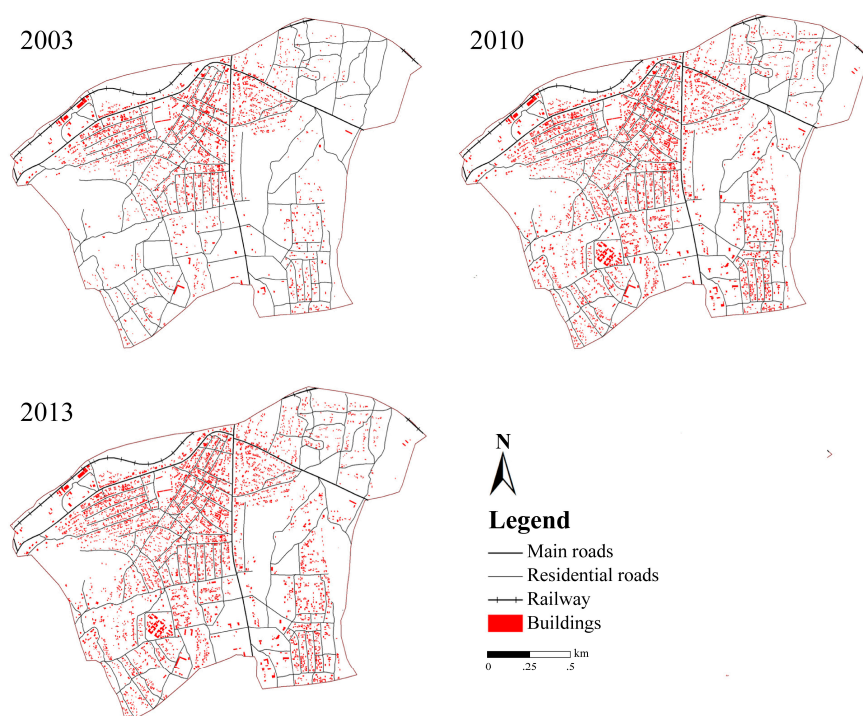 2003
2010
2013
N
Legend
Main roads
Residential roads
Railway
Buildings
km
0 .25 .5